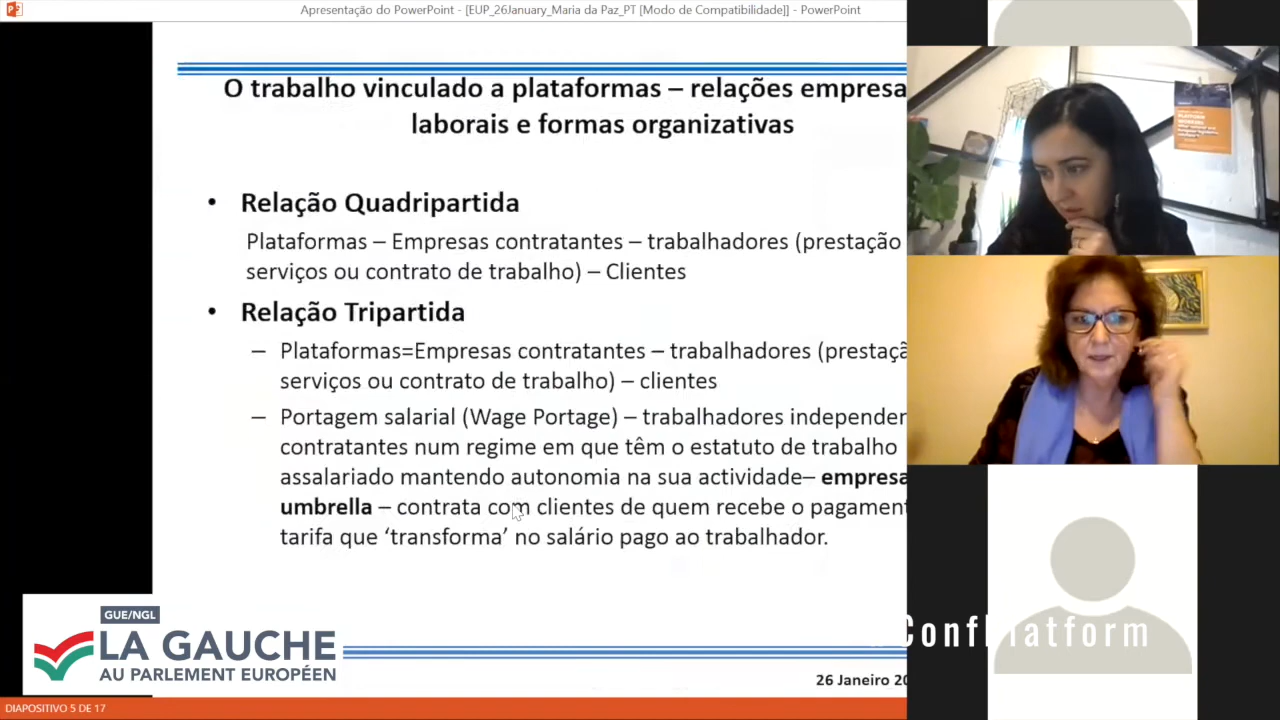 Apresentação do PowerPoint - [EUP_26January_Maria da Paz_PT [Modo de Compatibilidade]] - PowerPoint
O trabalho vinculado a plataformas – relações empresa
laborais e formas organizativas
• Relação Quadripartida
Plataformas – Empresas contratantes – trabalhadores (prestação
serviços ou contrato de trabalho) – Clientes
• Relação Tripartida
– Plataformas=Empresas contratantes – trabalhadores (prestaçã
serviços ou contrato de trabalho) – clientes
– Portagem salarial (Wage Portage) – trabalhadores independen
contratantes num regime em que têm o estatuto de trabalho
assalariado mantendo autonomia na sua actividade– empresa
umbrella – contrata com clientes de quem recebe o pagament
tarifa que ‘transforma’ no salário pago ao trabalhador.
GUE/NGL
LA GAUCHE
AU PARLEMENT EUROPÉEN
26 Janeiro 20
DIAPOSITIVO 5 DE 17
PLATFORM
WORKERS